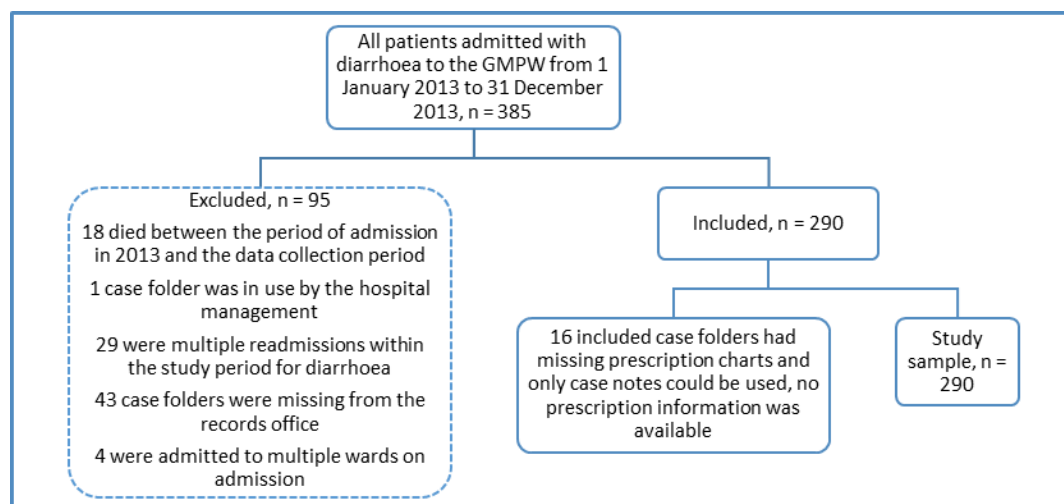 All patients admitted with
diarrhoea to the GMPW from 1
January 2013 to 31 December
2013, n = 385
Excluded, n = 95
18 died between the period of admission
in 2013 and the data collection period
1 case folder was in use by the hospital
management
29 were multiple readmissions within
the study period for diarrhoea
43 case folders were missing from the
records office
4 were admitted to multiple wards on
admission
Included, n = 290
16 included case folders had
missing prescription charts and
only case notes could be used, no
prescription information was
available
Study
sample, n =
290